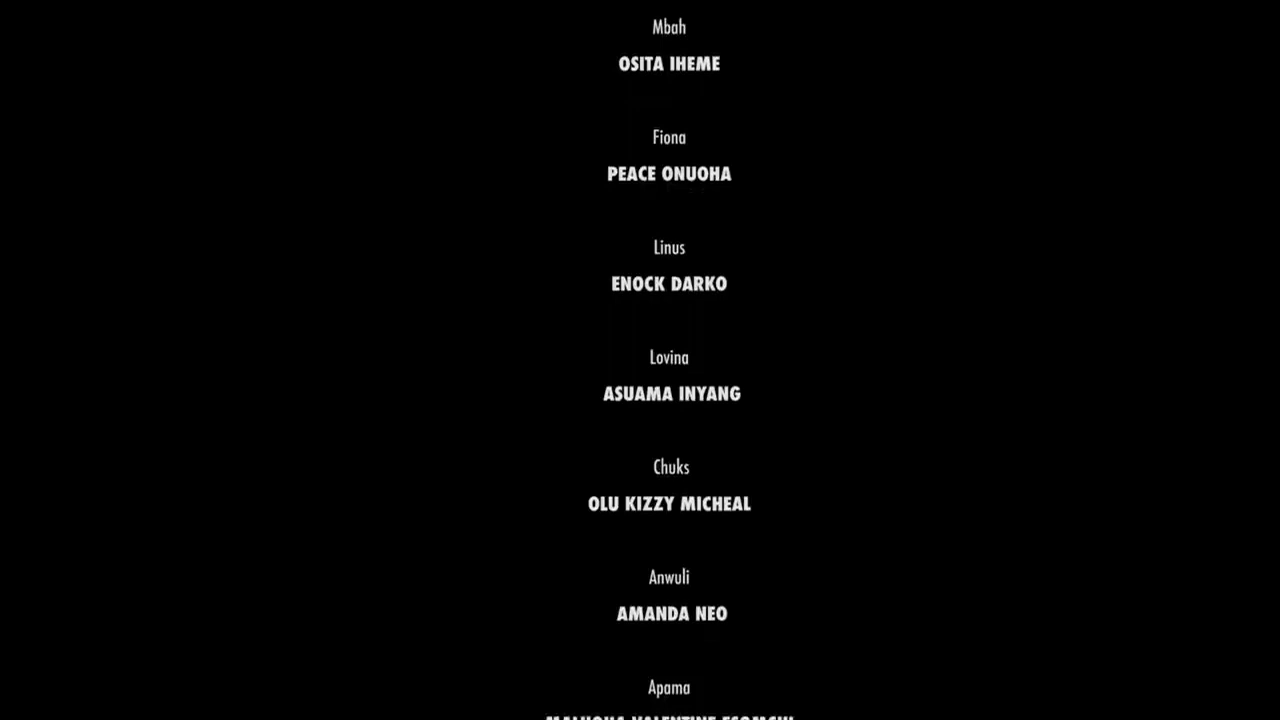 Mbah
OSITA IHEME
Fiona
PEACE ONUOHA
Linus
ENOCK DARKO
Lovina
ASUAMA INYANG
Chuks
OLU KIZZY MICHEAL
Anwuli
AMANDA NEO
Apama
VALENTINE